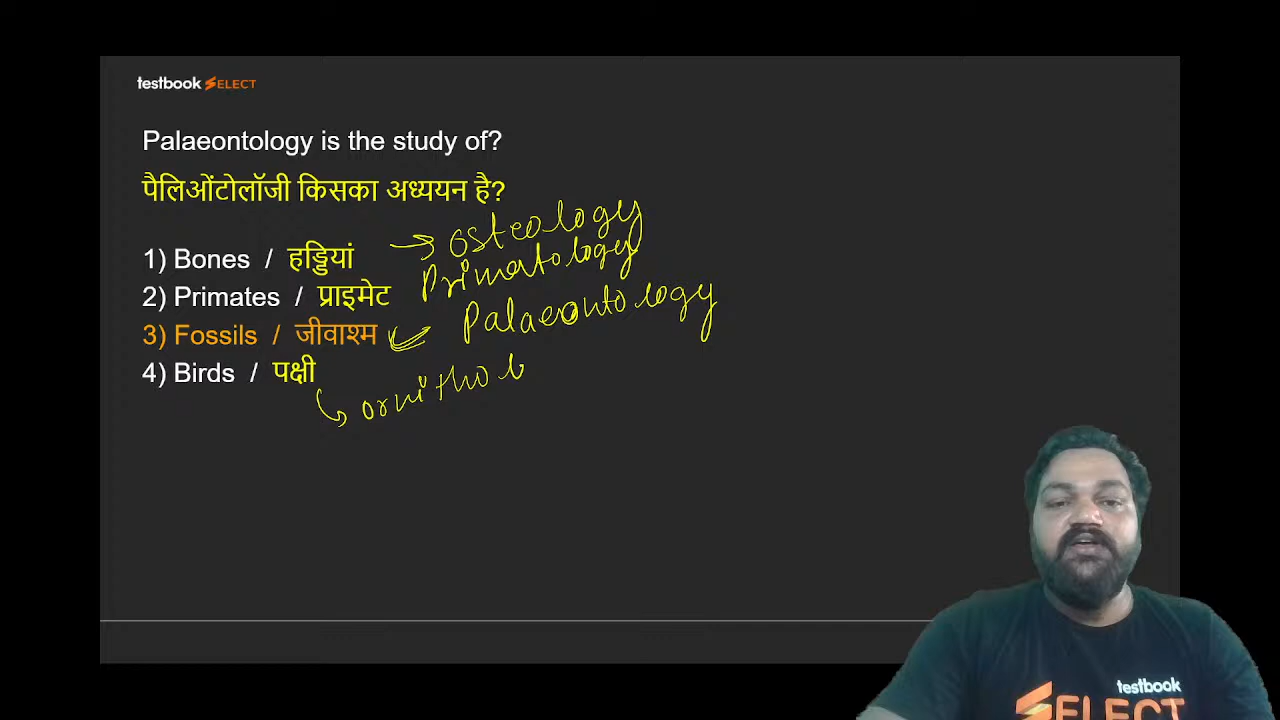 testbook SELECT
Palaeontology is the study of?
पैलिओंटोलॉजी किसका अध्ययन है?
1) Bones / हड्डियां → Osteology
2) Primates / प्राइमेट Primatology
3) Fossils / जीवाश्म Palaeontology
4) Birds / पक्षी
ornithol
testbook
SELECT